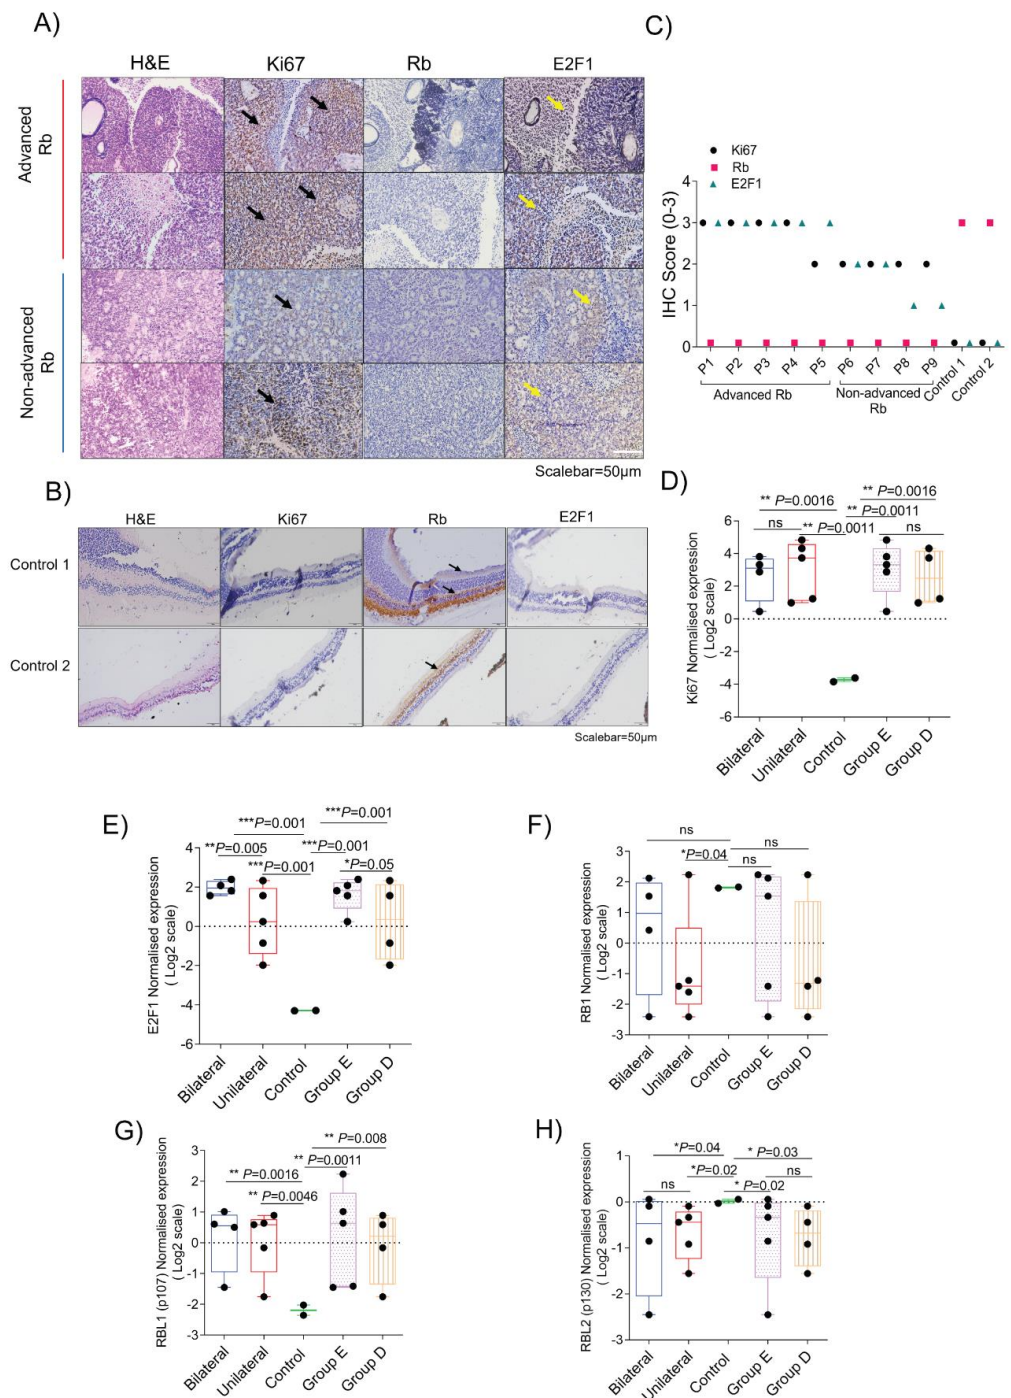 A)
H&E
Ki67
Rb
E2F1
Advanced
Rb
Non-advanced
Rb
Scalebar=50µm
B)
H&E
Ki67
Rb
E2F1
Control 1
Control 2
Scalebar=50µm
C)
Ki67
Rb
E2F1
IHC Score (0-3)
4
3
2
1
0
P1
P2
P3
P4
P5
P6
P7
P8
P9
Control 1
Control 2
Advanced Rb
Non-advanced
Rb
D)
** P=0.0016
** P=0.0016
** P=0.0011
ns
** P=0.0011
ns
Ki67 Normalised expression
( Log2 scale)
6
4
2
0
-2
-4
-6
Bilateral
Unilateral
Control
Group E
Group D
E)
***P=0.001
***P=0.001
**P=0.005
***P=0.001
***P=0.001
*P=0.05
E2F1 Normalised expression
( Log2 scale)
4
2
0
-2
-4
-6
Bilateral
Unilateral
Control
Group E
Group D
F)
ns
ns
*P=0.04
ns
RB1 Normalised expression
( Log2 scale)
3
2
1
0
-1
-2
-3
Bilateral
Unilateral
Control
Group E
Group D
G)
** P=0.008
** P=0.0011
** P=0.0016
** P=0.0046
RBL1 (p107) Normalised expression
( Log2 scale)
3
2
1
0
-1
-2
-3
Bilateral
Unilateral
Control
Group E
Group D
H)
*P=0.04
* P=0.03
*P=0.02
ns
ns
* P=0.02
RBL2 (p130) Normalised expression
( Log2 scale)
1
0
-1
-2
-3
Bilateral
Unilateral
Control
Group E
Group D